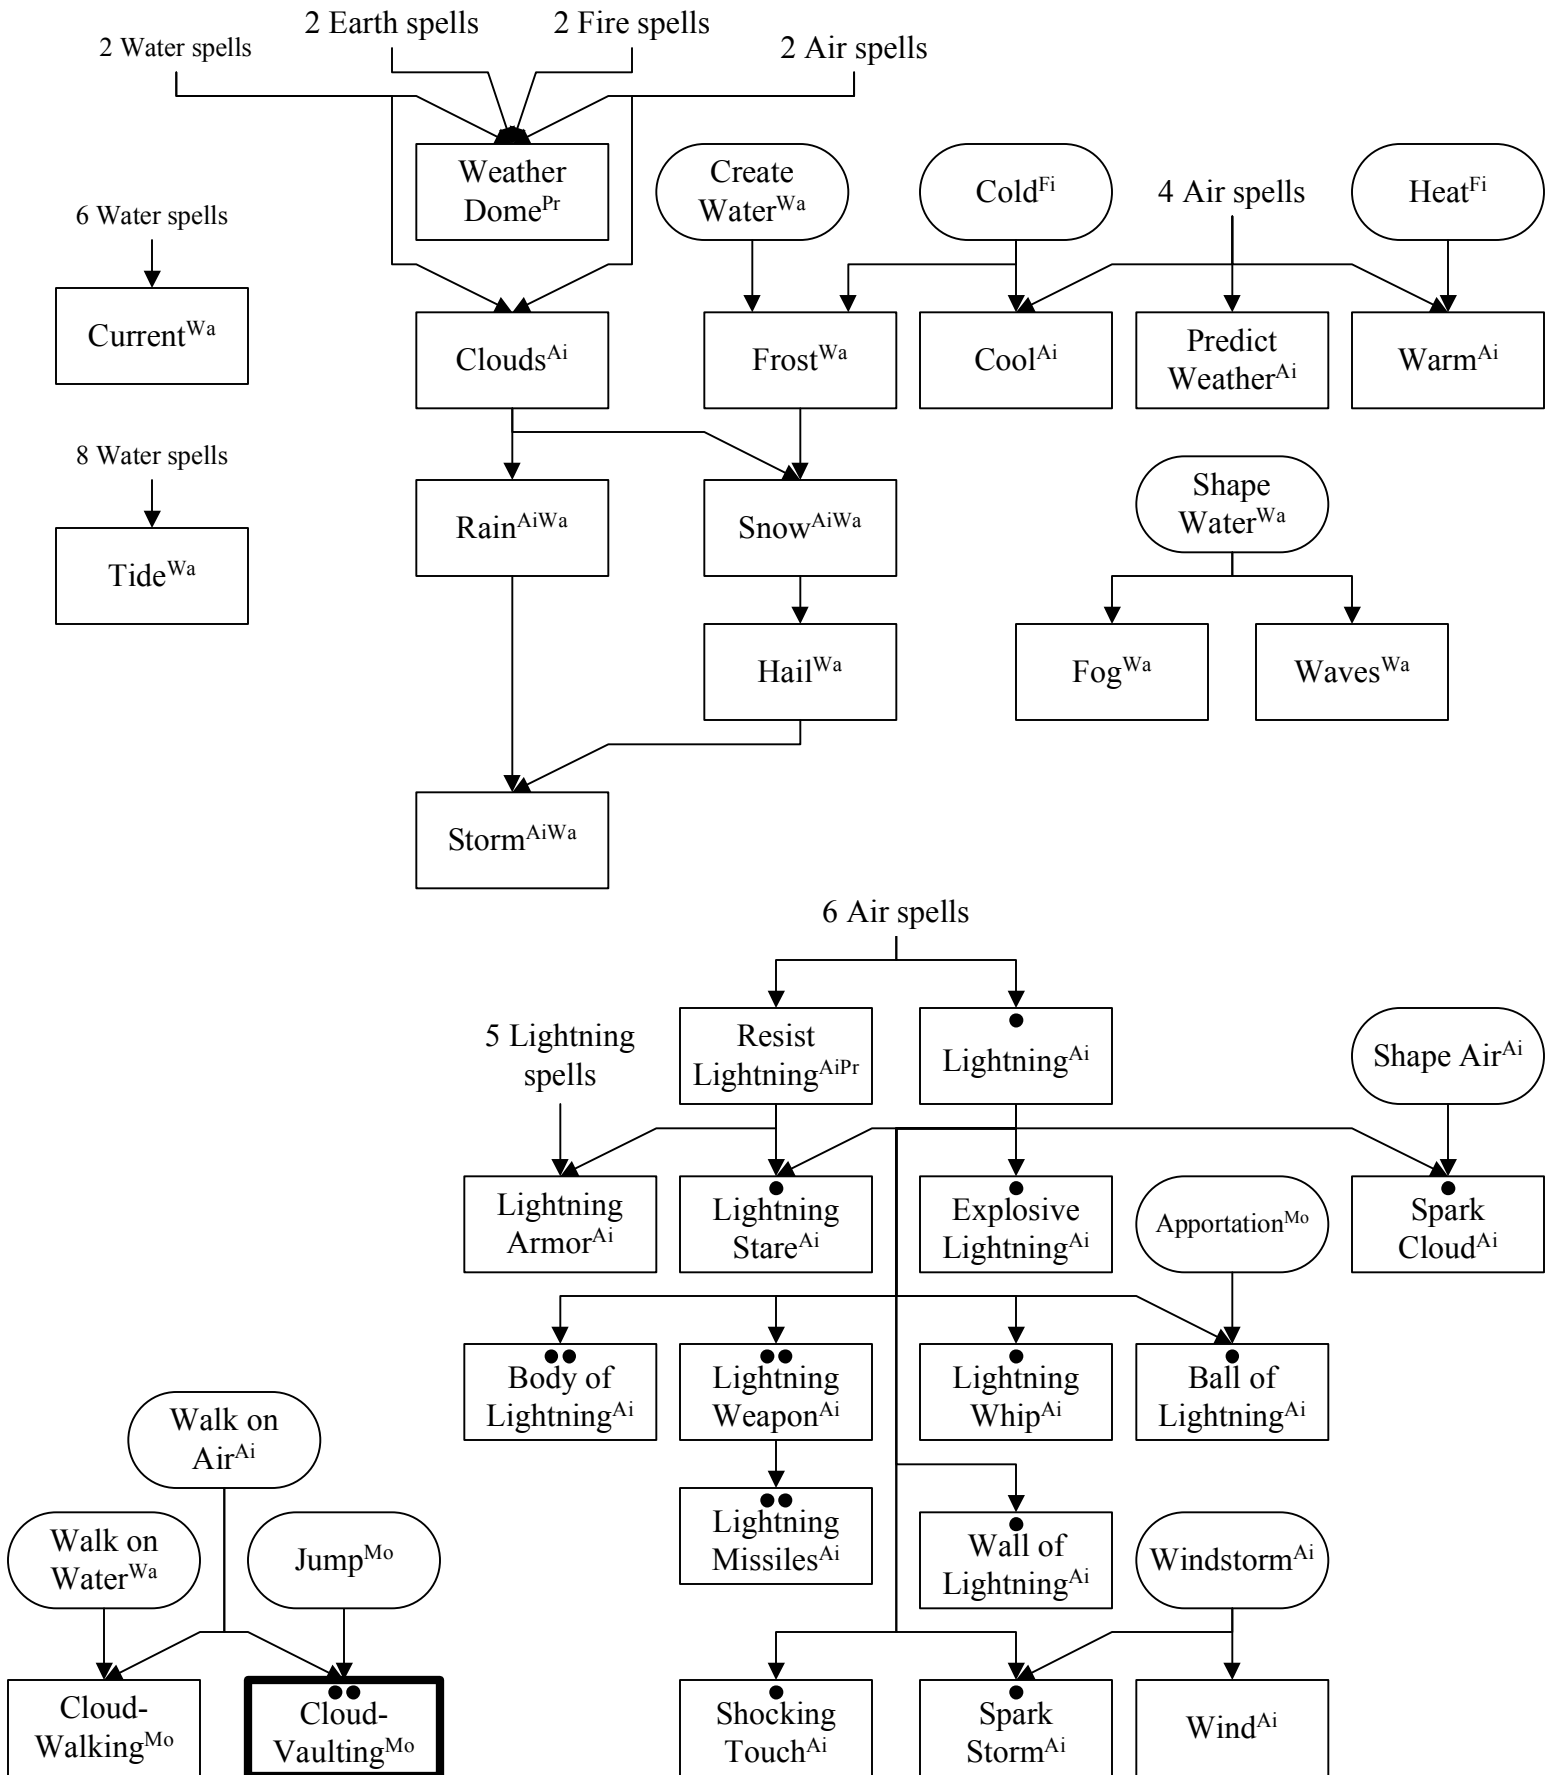 2 Water spells
2 Earth spells
2 Fire spells
2 Air spells
Weather
Dome^Pr
Create
Water^Wa
Cold^Fi
4 Air spells
Heat^Fi
6 Water spells
Current^Wa
Clouds^Ai
Frost^Wa
Cool^Ai
Predict
Weather^Ai
Warm^Ai
8 Water spells
Tide^Wa
Rain^AiWa
Snow^AiWa
Shape
Water^Wa
Hail^Wa
Fog^Wa
Waves^Wa
Storm^AiWa
6 Air spells
5 Lightning
spells
Resist
Lightning^AiPr
Lightning^Ai
Shape Air^Ai
Lightning
Armor^Ai
Lightning
Stare^Ai
Explosive
Lightning^Ai
Apportation^Mo
Spark
Cloud^Ai
Body of
Lightning^Ai
Lightning
Weapon^Ai
Lightning
Whip^Ai
Ball of
Lightning^Ai
Walk on
Air^Ai
Walk on
Water^Wa
Jump^Mo
Lightning
Missiles^Ai
Wall of
Lightning^Ai
Windstorm^Ai
Cloud-
Walking^Mo
Cloud-
Vaulting^Mo
Shocking
Touch^Ai
Spark
Storm^Ai
Wind^Ai